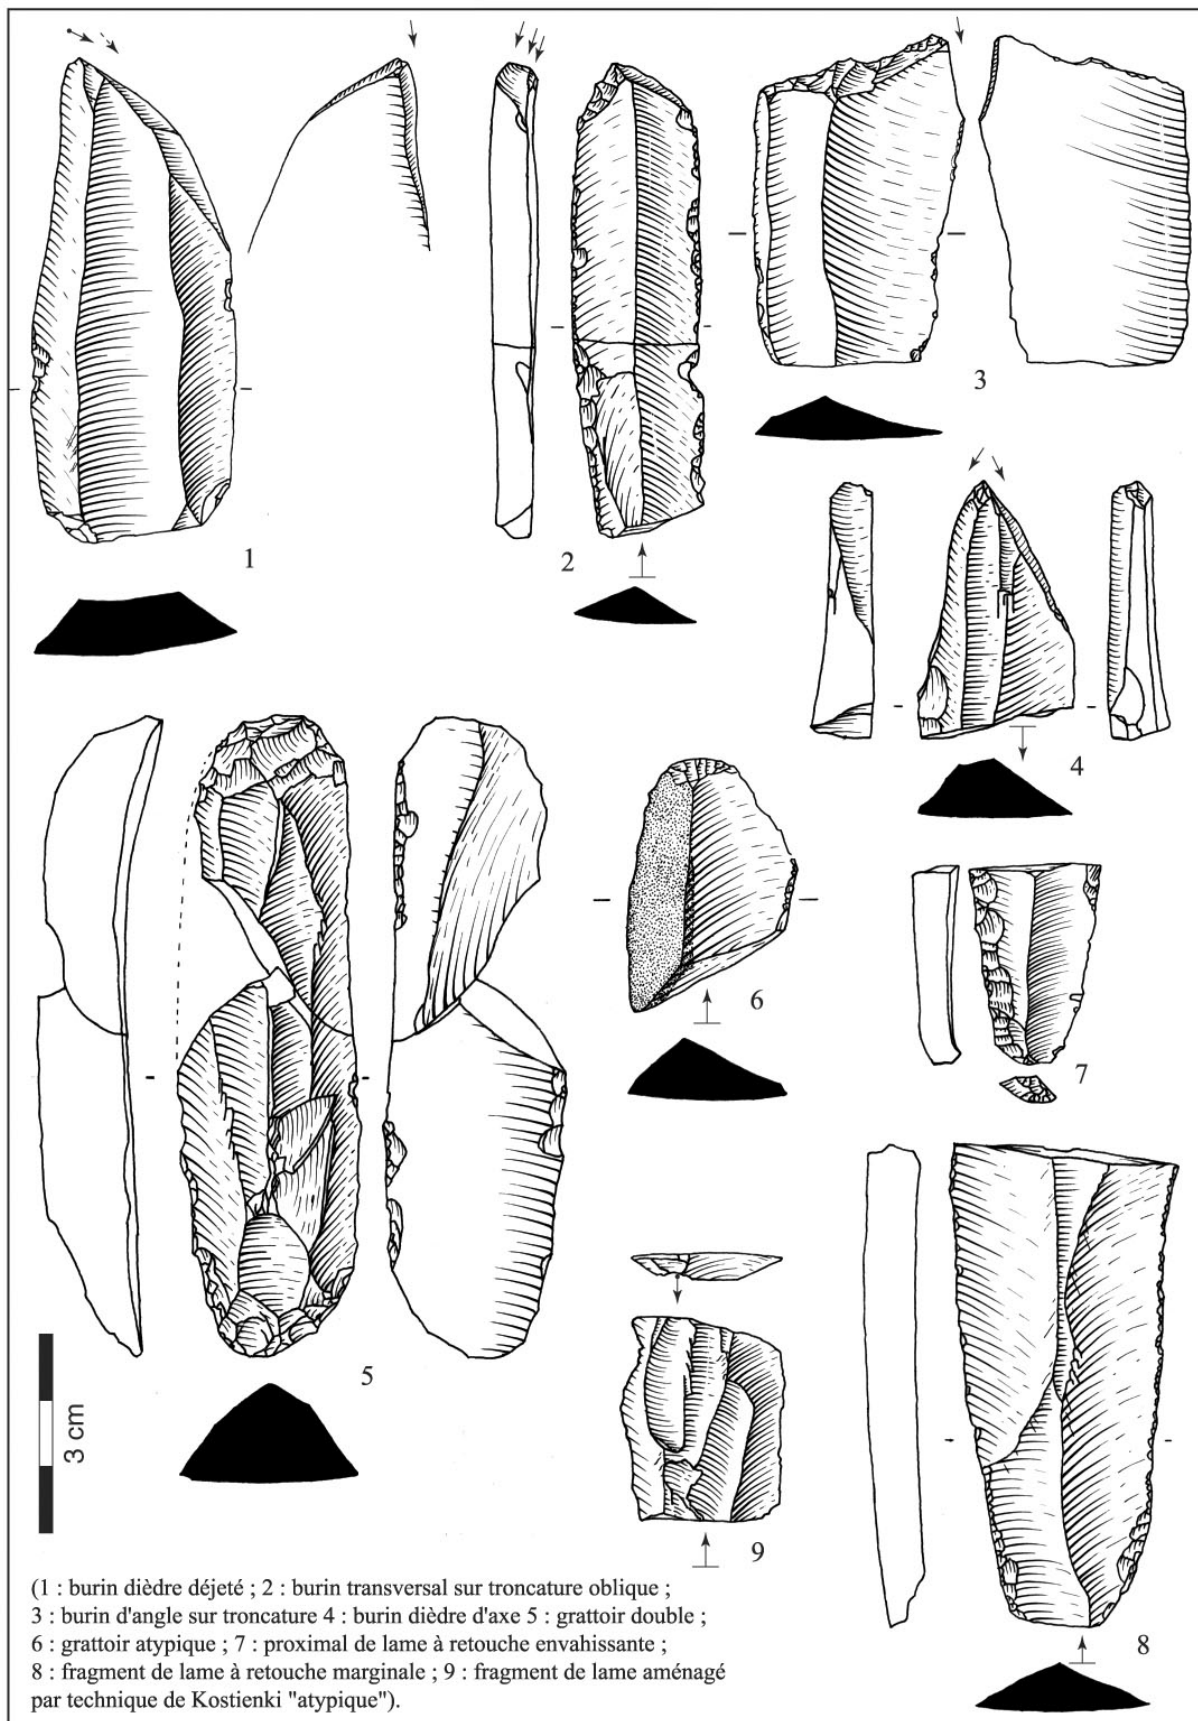 1
2
3
4
5
6
7
8
9
3 cm
(1 : burin dièdre déjeté ; 2 : burin transversal sur troncature oblique ;
3 : burin d'angle sur troncature 4 : burin dièdre d'axe 5 : grattoir double ;
6 : grattoir atypique ; 7 : proximal de lame à retouche envahissante ;
8 : fragment de lame à retouche marginale ; 9 : fragment de lame aménagé
par technique de Kostienki "atypique").